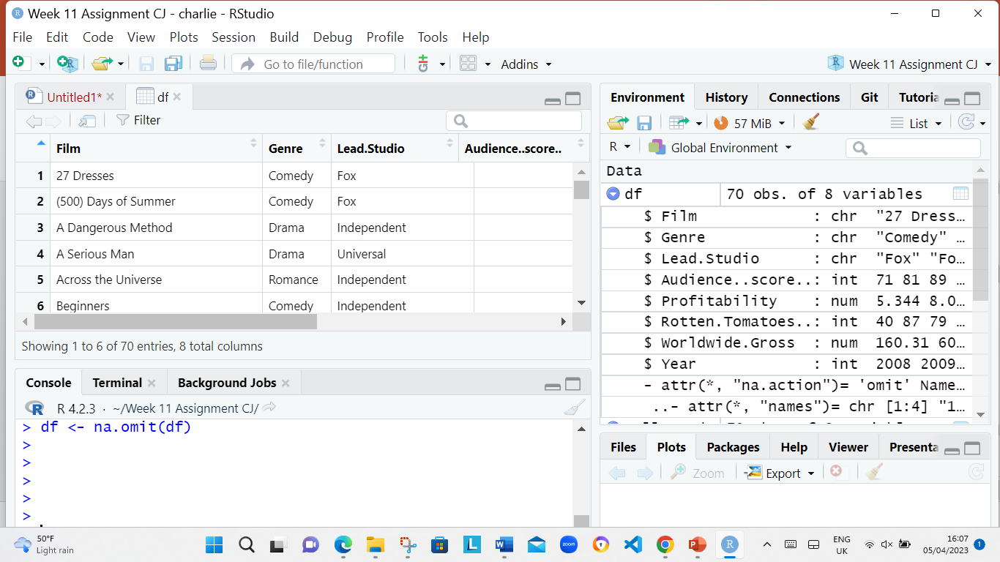 Week 11 Assignment CJ - charlie - RStudio
File Edit Code View Plots Session Build Debug Profile Tools Help
Go to file/function Addins Week 11 Assignment CJ
Untitled1* df
Filter
Film Genre Lead.Studio Audience..score..
1 27 Dresses Comedy Fox
2 (500) Days of Summer Comedy Fox
3 A Dangerous Method Drama Independent
4 A Serious Man Drama Universal
5 Across the Universe Romance Independent
6 Beginners Comedy Independent
Showing 1 to 6 of 70 entries, 8 total columns
Console Terminal Background Jobs
R 4.2.3 · ~/Week 11 Assignment CJ/
> df <- na.omit(df)
>
>
>
>
>
Environment History Connections Git Tutoria
57 MiB List
R Global Environment
Data
df 70 obs. of 8 variables
$ Film : chr "27 Dress…
$ Genre : chr "Comedy" …
$ Lead.Studio : chr "Fox" "Fo…
$ Audience..score..: int 71 81 89 …
$ Profitability : num 5.344 8.0…
$ Rotten.Tomatoes..: int 40 87 79 …
$ Worldwide.Gross : num 160.31 60…
$ Year : int 2008 2009…
- attr(*, "na.action")= 'omit' Name…
..- attr(*, "names")= chr [1:4] "1…
Files Plots Packages Help Viewer Presenta
Zoom Export
50°F
Light rain
zoom
ENG
UK
16:07
05/04/2023
1